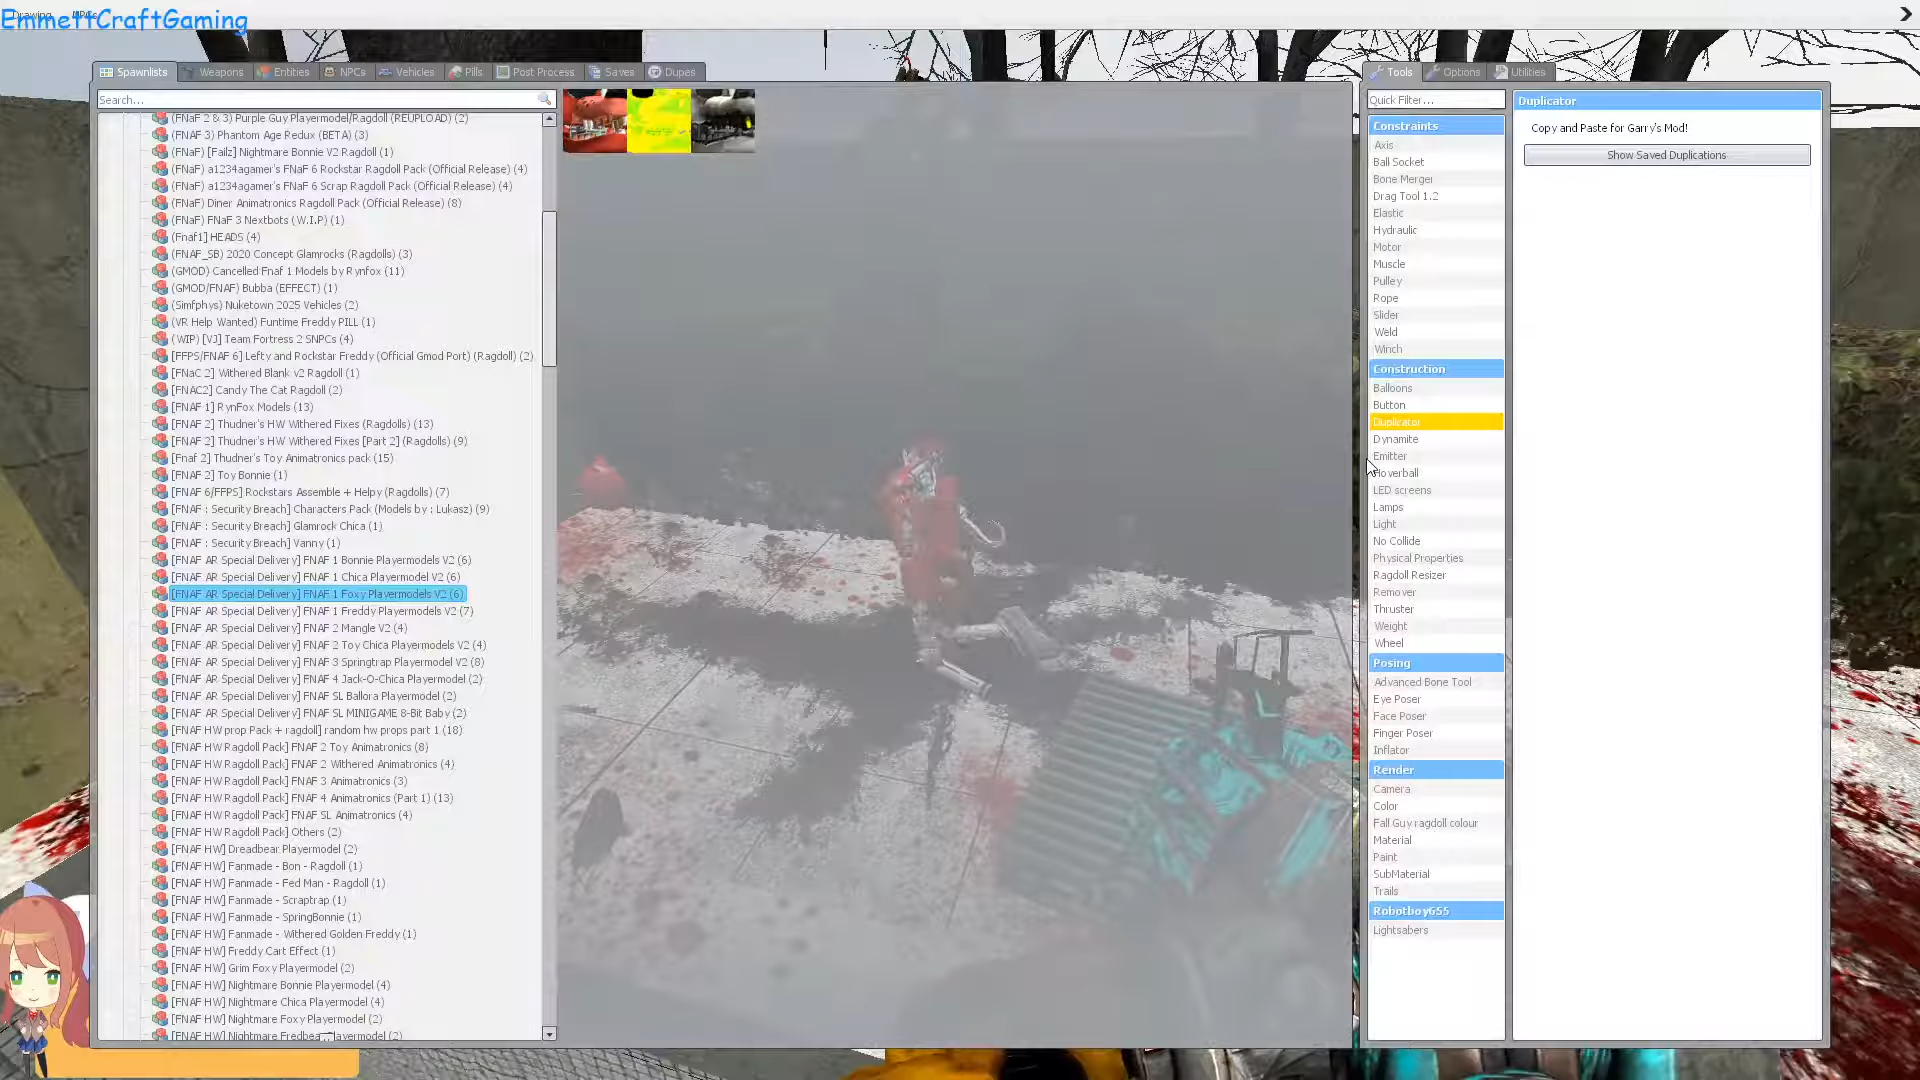 Drawing NPCs
EmmettCraftGaming
Spawnlists Weapons Entities NPCs Vehicles Pills Post Process Saves Dupes
Search...
(FNaF 2 & 3) Purple Guy Playermodel/Ragdoll (REUPLOAD) (2)
(FNAF 3) Phantom Age Redux (BETA) (3)
(FNaF) [Failz] Nightmare Bonnie V2 Ragdoll (1)
(FNaF) a1234agamer's FNaF 6 Rockstar Ragdoll Pack (Official Release) (4)
(FNaF) a1234agamer's FNaF 6 Scrap Ragdoll Pack (Official Release) (4)
(FNaF) Diner Animatronics Ragdoll Pack (Official Release) (8)
(FNaF) FNaF 3 Nextbots (W.I.P) (1)
(Fnaf1] HEADS (4)
(FNAF_SB) 2020 Concept Glamrocks (Ragdolls) (3)
(GMOD) Cancelled Fnaf 1 Models by Rynfox (11)
(GMOD/FNAF) Bubba (EFFECT) (1)
(Simfphys) Nuketown 2025 Vehicles (2)
(VR Help Wanted) Funtime Freddy PILL (1)
(WIP) [VJ] Team Fortress 2 SNPCs (4)
[FFPS/FNAF 6] Lefty and Rockstar Freddy (Official Gmod Port) (Ragdoll) (2)
[FNaC 2] Withered Blank v2 Ragdoll (1)
[FNAC2] Candy The Cat Ragdoll (2)
[FNAF 1] RynFox Models (13)
[FNAF 2] Thudner's HW Withered Fixes (Ragdolls) (13)
[FNAF 2] Thudner's HW Withered Fixes [Part 2] (Ragdolls) (9)
[Fnaf 2] Thudner's Toy Animatronics pack (15)
[FNAF 2] Toy Bonnie (1)
[FNAF 6/FFPS] Rockstars Assemble + Helpy (Ragdolls) (7)
[FNAF : Security Breach] Characters Pack (Models by : Lukasz) (9)
[FNAF : Security Breach] Glamrock Chica (1)
[FNAF : Security Breach] Vanny (1)
[FNAF AR Special Delivery] FNAF 1 Bonnie Playermodels V2 (6)
[FNAF AR Special Delivery] FNAF 1 Chica Playermodel V2 (6)
[FNAF AR Special Delivery] FNAF 1 Foxy Playermodels V2 (6)
[FNAF AR Special Delivery] FNAF 1 Freddy Playermodels V2 (7)
[FNAF AR Special Delivery] FNAF 2 Mangle V2 (4)
[FNAF AR Special Delivery] FNAF 2 Toy Chica Playermodels V2 (4)
[FNAF AR Special Delivery] FNAF 3 Springtrap Playermodel V2 (8)
[FNAF AR Special Delivery] FNAF 4 Jack-O-Chica Playermodel (2)
[FNAF AR Special Delivery] FNAF SL Ballora Playermodel (2)
[FNAF AR Special Delivery] FNAF SL MINIGAME 8-Bit Baby (2)
[FNAF HW prop Pack + ragdoll] random hw props part 1 (18)
[FNAF HW Ragdoll Pack] FNAF 2 Toy Animatronics (8)
[FNAF HW Ragdoll Pack] FNAF 2 Withered Animatronics (4)
[FNAF HW Ragdoll Pack] FNAF 3 Animatronics (3)
[FNAF HW Ragdoll Pack] FNAF 4 Animatronics (Part 1) (13)
[FNAF HW Ragdoll Pack] FNAF SL Animatronics (4)
[FNAF HW Ragdoll Pack] Others (2)
[FNAF HW] Dreadbear Playermodel (2)
[FNAF HW] Fanmade - Bon - Ragdoll (1)
[FNAF HW] Fanmade - Fed Man - Ragdoll (1)
[FNAF HW] Fanmade - Scraptrap (1)
[FNAF HW] Fanmade - SpringBonnie (1)
[FNAF HW] Fanmade - Withered Golden Freddy (1)
[FNAF HW] Freddy Cart Effect (1)
[FNAF HW] Grim Foxy Playermodel (2)
[FNAF HW] Nightmare Bonnie Playermodel (4)
[FNAF HW] Nightmare Chica Playermodel (4)
[FNAF HW] Nightmare Foxy Playermodel (2)
[FNAF HW] Nightmare Fredbear Playermodel (2)
Tools Options Utilities
Quick Filter...
Constraints
Axis
Ball Socket
Bone Merger
Drag Tool 1.2
Elastic
Hydraulic
Motor
Muscle
Pulley
Rope
Slider
Weld
Winch
Construction
Balloons
Button
Duplicator
Dynamite
Emitter
Hoverball
LED screens
Lamps
Light
No Collide
Physical Properties
Ragdoll Resizer
Remover
Thruster
Weight
Wheel
Posing
Advanced Bone Tool
Eye Poser
Face Poser
Finger Poser
Inflator
Render
Camera
Color
Fall Guy ragdoll colour
Material
Paint
SubMaterial
Trails
RobotboyG55
Lightsabers
Duplicator
Copy and Paste for Garry's Mod!
Show Saved Duplications